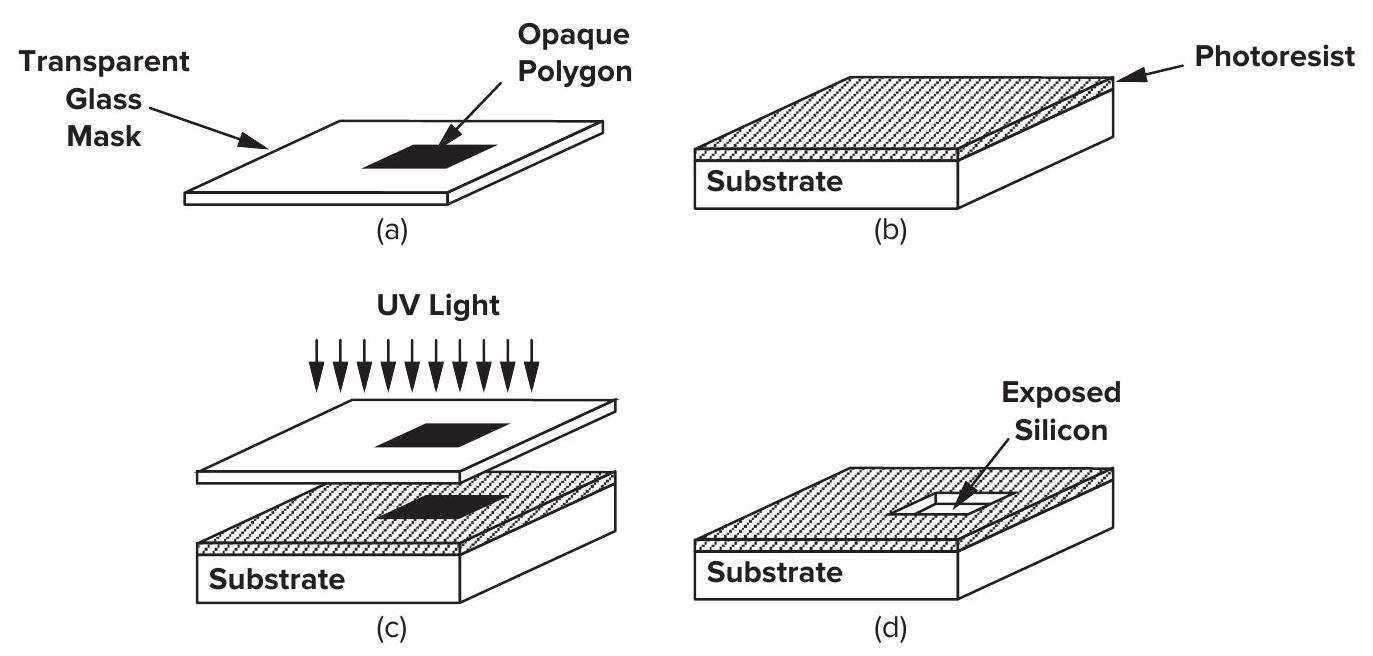 Transparent
Glass
Mask
Opaque
Polygon
(a)
Photoresist
Substrate
(b)
UV Light
Substrate
(c)
Exposed
Silicon
Substrate
(d)